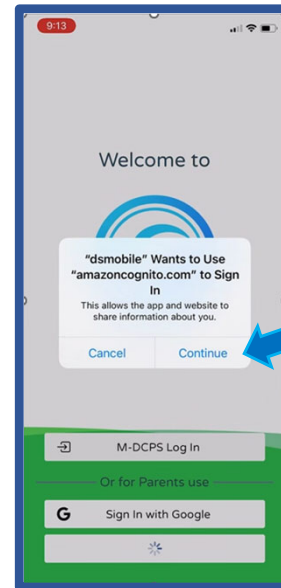 9:13
Welcome to
"dsmobile" Wants to Use
"amazoncognito.com" to Sign
In
This allows the app and website to
share information about you.
Cancel Continue
M-DCPS Log In
Or for Parents use
G Sign In with Google